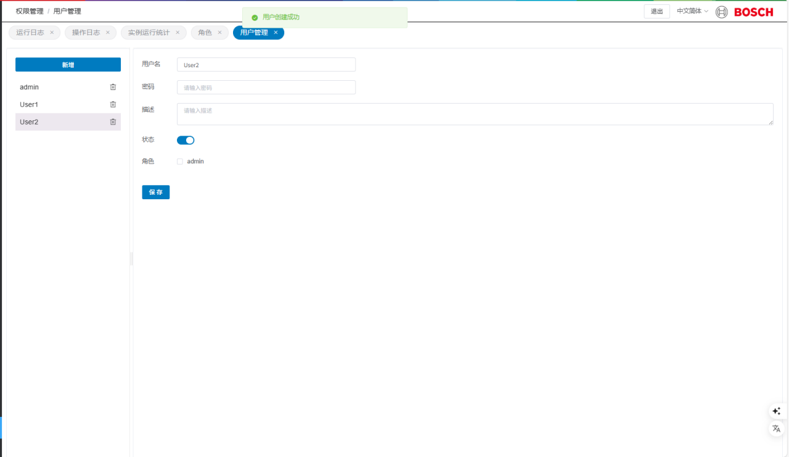 权限管理 / 用户管理
用户创建成功
退出 中文简体
BOSCH
运行日志 × 操作日志 × 实例运行统计 × 角色 × 用户管理 ×
新增
admin
User1
User2
用户名 User2
密码 请输入密码
描述 请输入描述
状态
角色 admin
保存